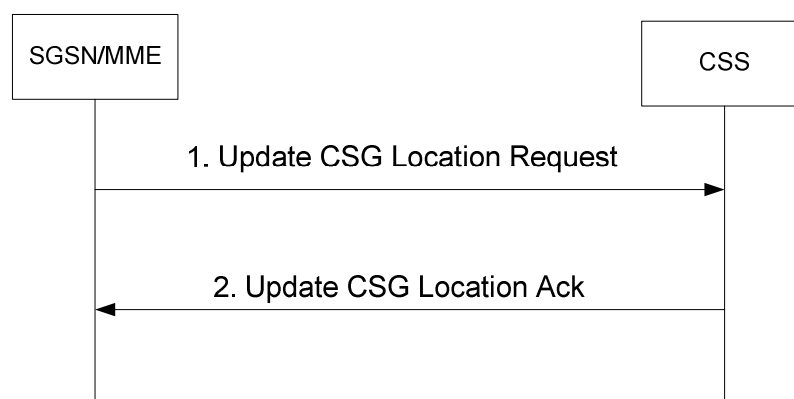 SGSN/MME
CSS
1. Update CSG Location Request
2. Update CSG Location Ack